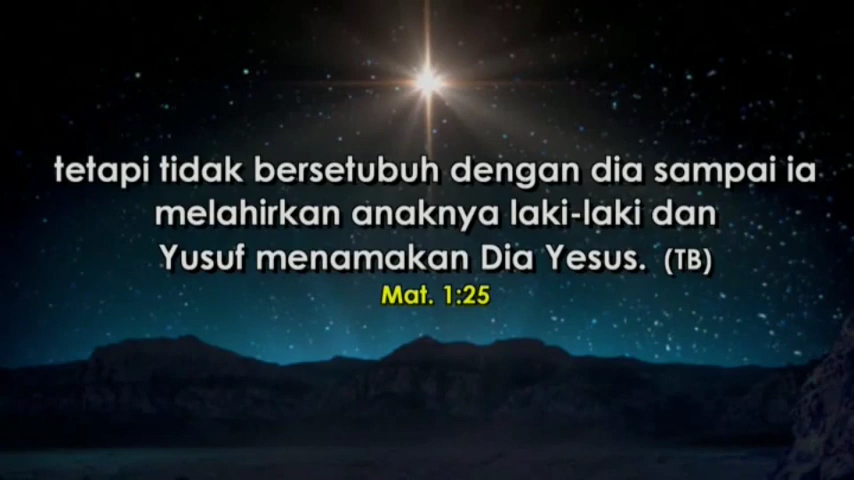 tetapi tidak bersetubuh dengan dia sampai ia
melahirkan anaknya laki-laki dan
Yusuf menamakan Dia Yesus. (TB)
Mat. 1:25